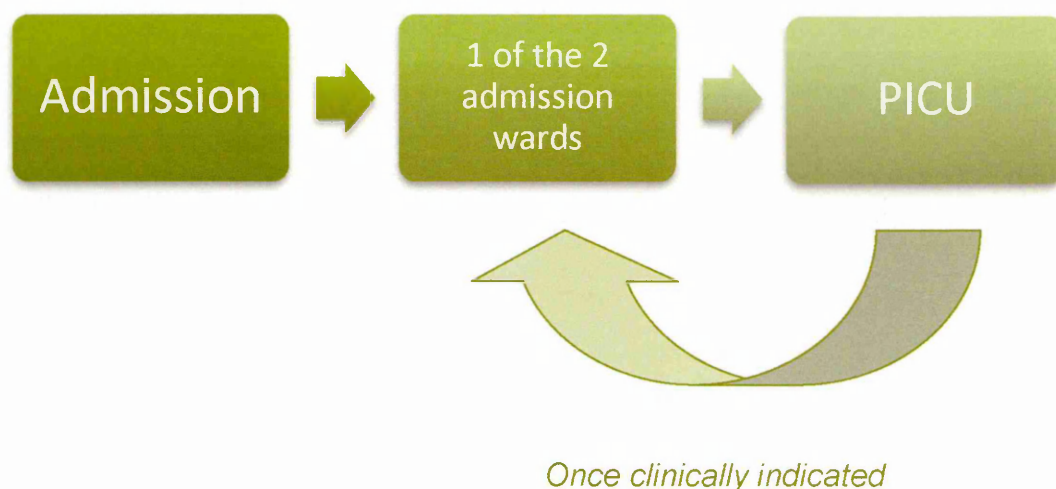 Admission
1 of the 2
admission
wards
PICU
Once clinically indicated